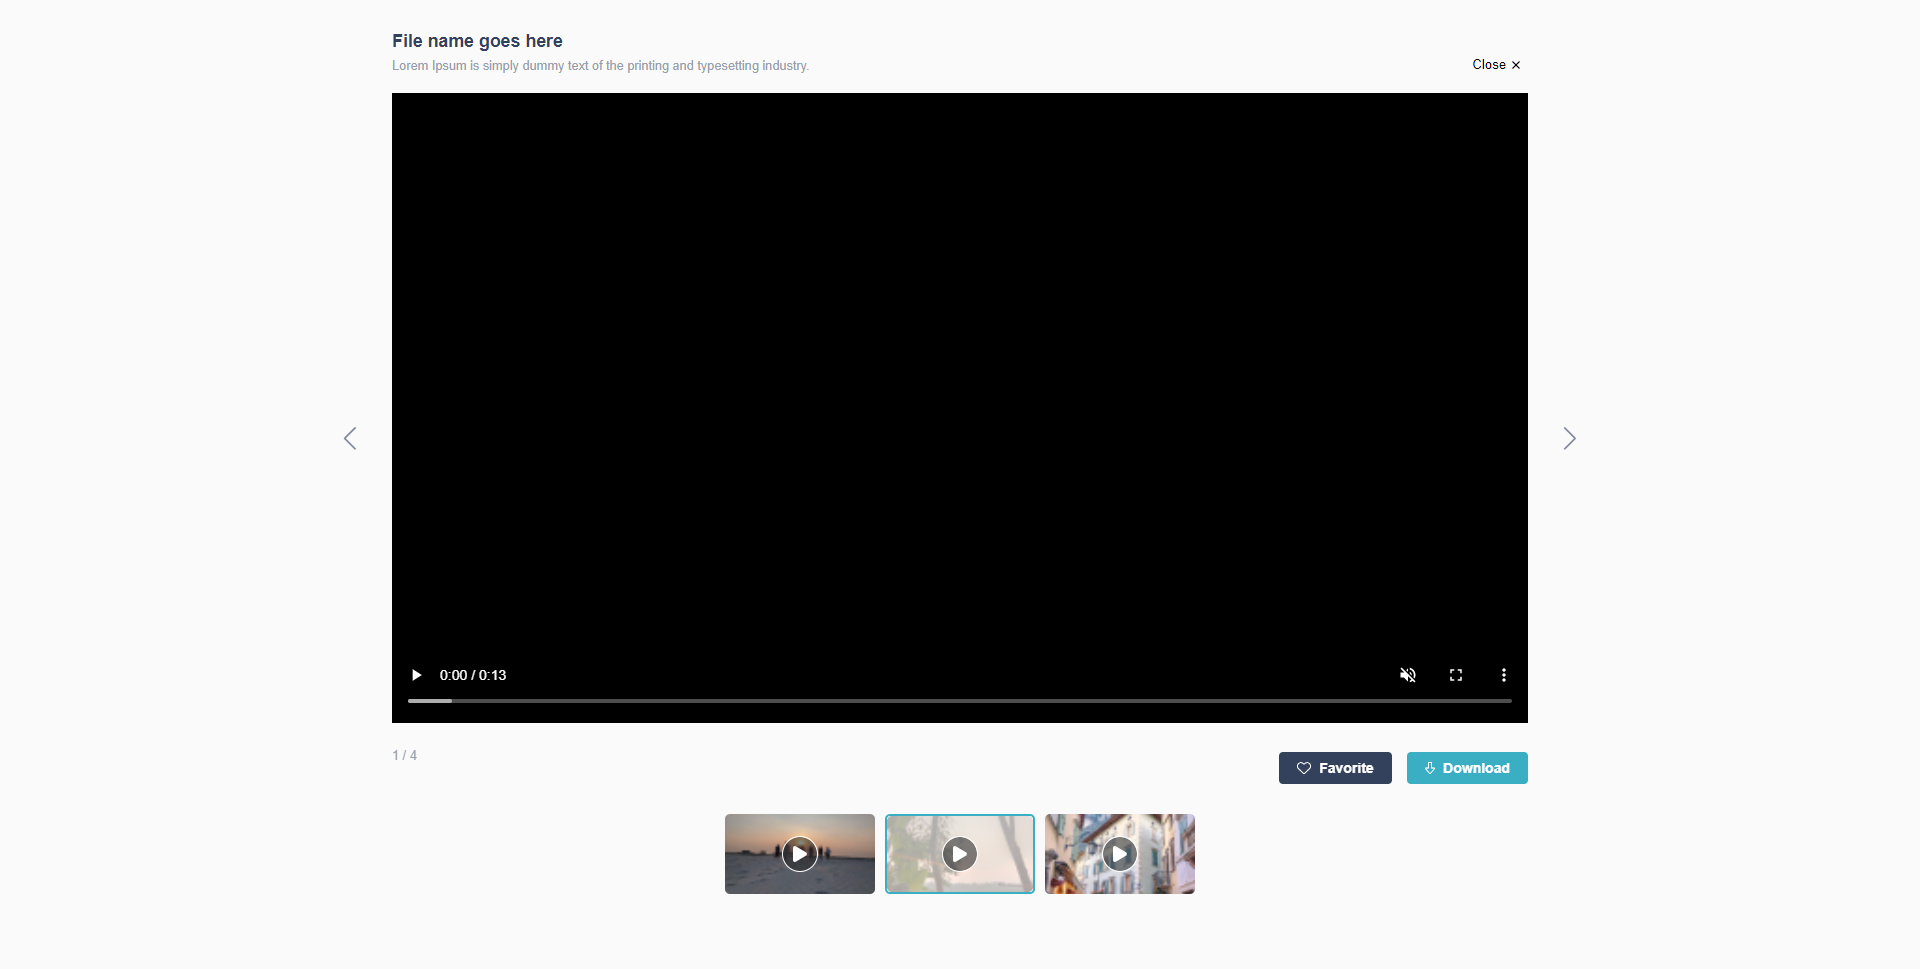 File name goes here
Lorem Ipsum is simply dummy text of the printing and typesetting industry.
Close ×
0:00 / 0:13
1 / 4
Favorite
Download